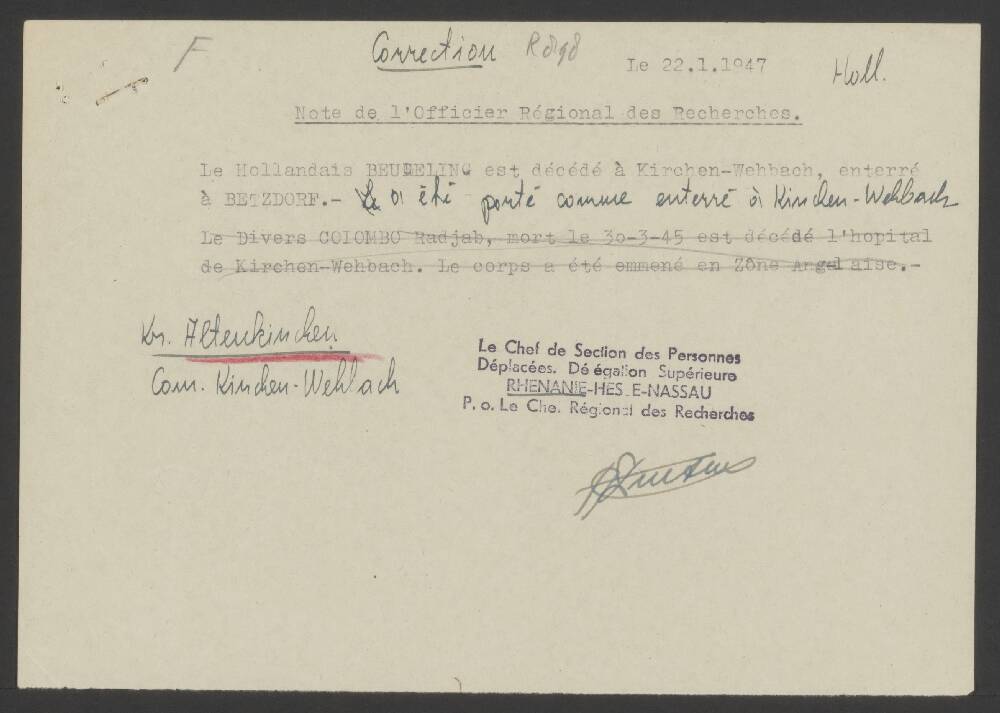 F Correction R898
Le 22.1.1947 Holl.
Note de l'Officier Régional des Recherches.
Le Hollandais BEUDELING est décédé à Kirchen-Wehbach, enterré
à BETZDORF.- a été porté comme enterré à Kirchen-Wehbach
Le Divers COLOMBO Radjab, mort le 30-3-45 est décédé l'hopital
de Kirchen-Wehbach. Le corps a été emmené en Zône Angalaise.-
Kr. Altenkirchen
Com. Kirchen-Wehbach
Le Chef de Section des Personnes
Déplacées. Délégation Supérieure
RHENANIE-HESSE-NASSAU
P. o. Le Chef Régional des Recherches